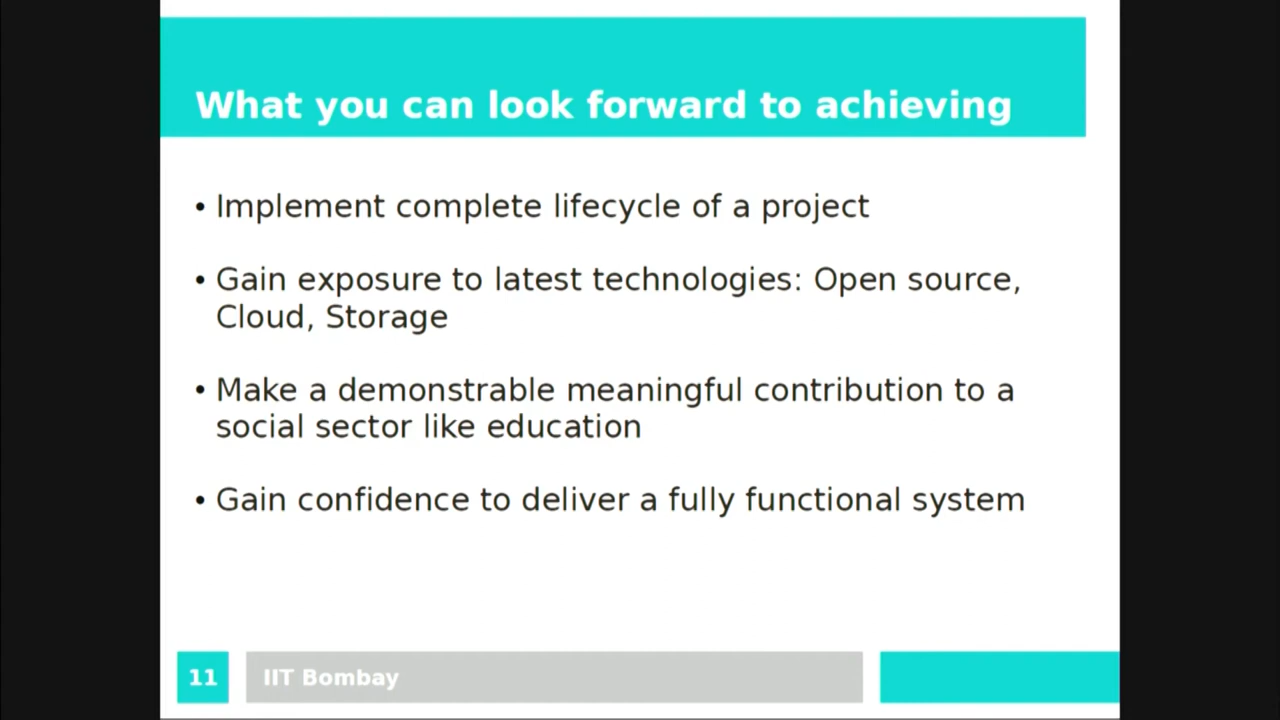 What you can look forward to achieving
• Implement complete lifecycle of a project
• Gain exposure to latest technologies: Open source,
Cloud, Storage
• Make a demonstrable meaningful contribution to a
social sector like education
• Gain confidence to deliver a fully functional system
11 IIT Bombay